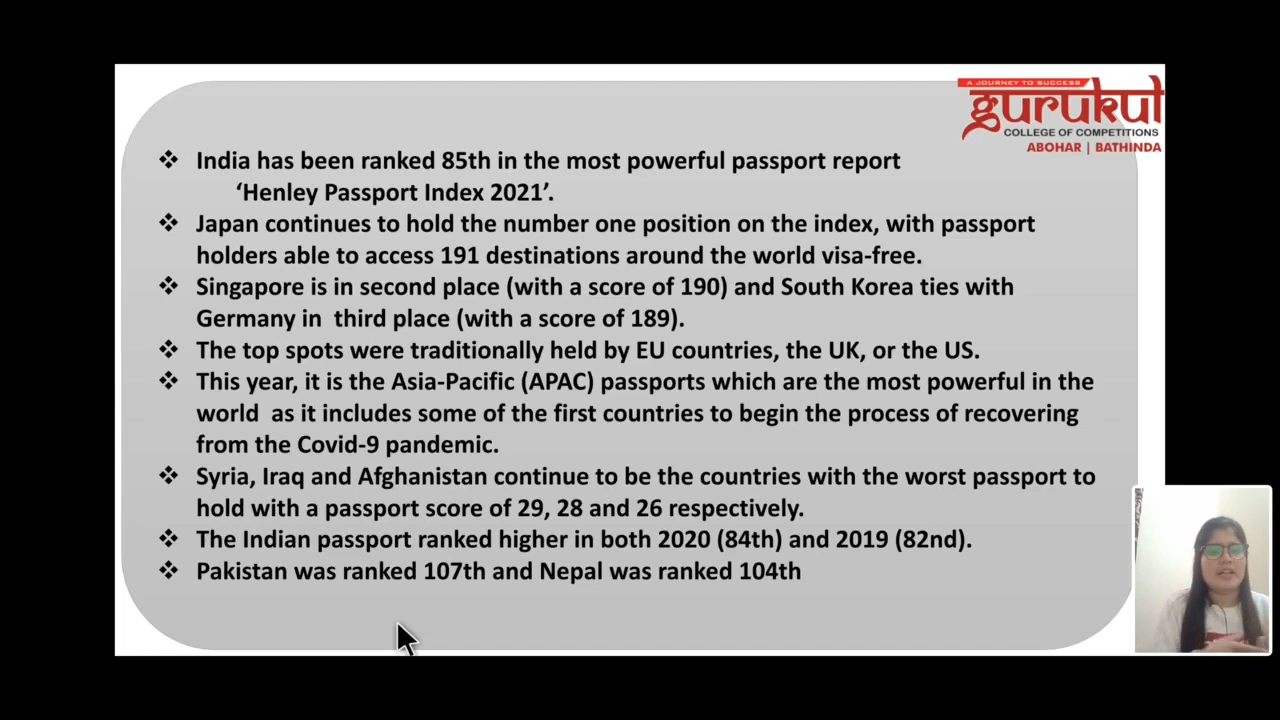 A JOURNEY TO SUCCESS
gurukul
COLLEGE OF COMPETITIONS
ABOHAR | BATHINDA
❖ India has been ranked 85th in the most powerful passport report
‘Henley Passport Index 2021’.
❖ Japan continues to hold the number one position on the index, with passport
holders able to access 191 destinations around the world visa-free.
❖ Singapore is in second place (with a score of 190) and South Korea ties with
Germany in third place (with a score of 189).
❖ The top spots were traditionally held by EU countries, the UK, or the US.
❖ This year, it is the Asia-Pacific (APAC) passports which are the most powerful in the
world as it includes some of the first countries to begin the process of recovering
from the Covid-9 pandemic.
❖ Syria, Iraq and Afghanistan continue to be the countries with the worst passport to
hold with a passport score of 29, 28 and 26 respectively.
❖ The Indian passport ranked higher in both 2020 (84th) and 2019 (82nd).
❖ Pakistan was ranked 107th and Nepal was ranked 104th